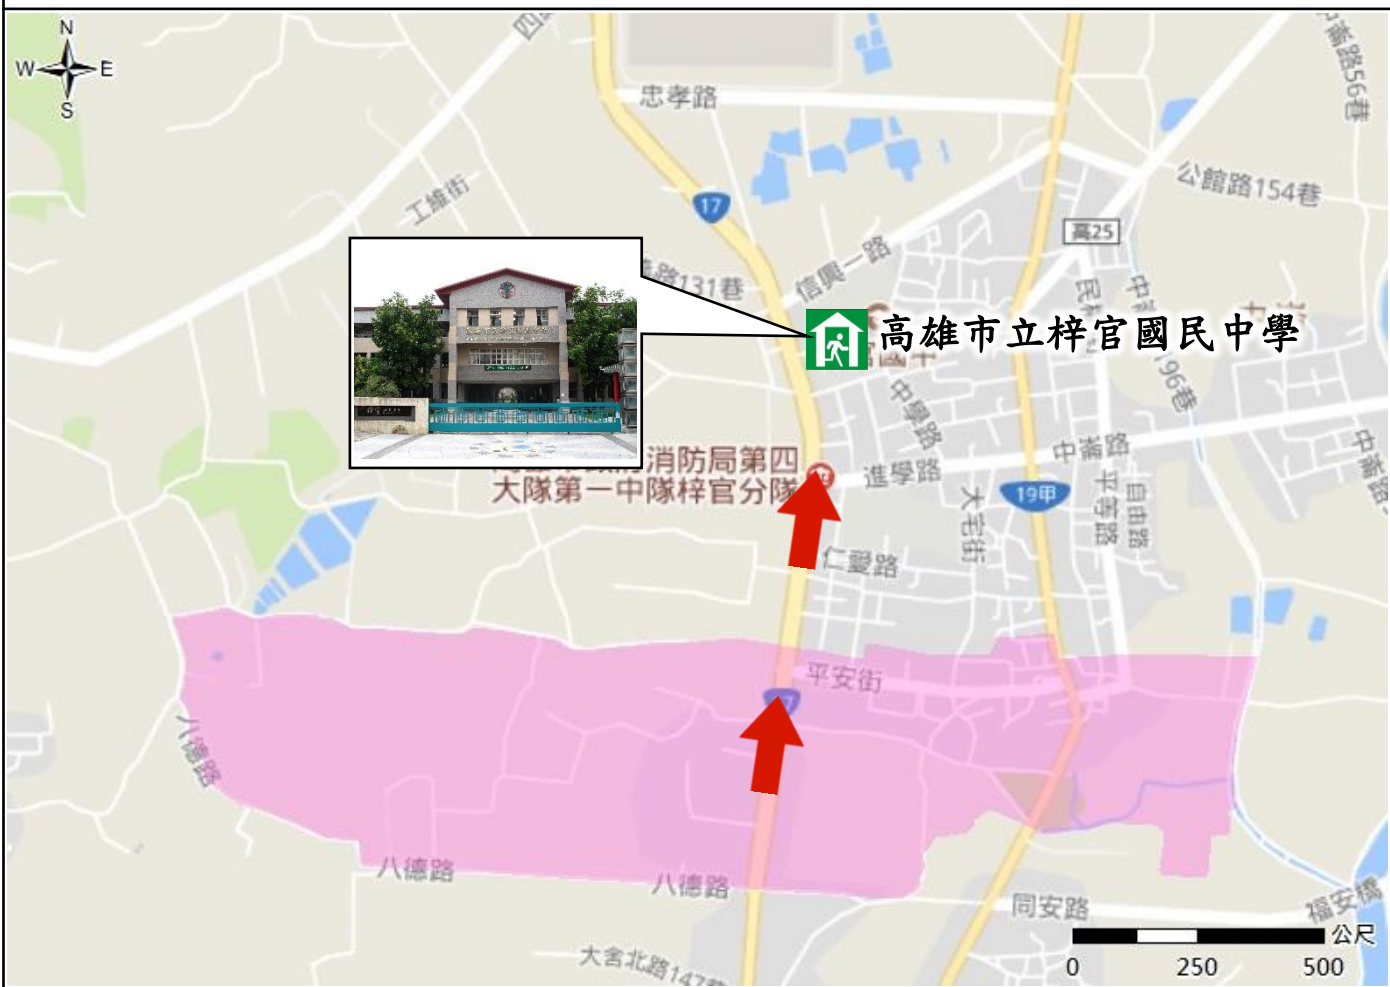 N
W
E
S
忠孝路
公館路154巷
工維街
17
高25
信興一路
路131巷
高雄市立梓官國民中學
中學路
消防局第四
大隊第一中隊梓官分隊
進學路
中崙路
19甲
大宅街
平等路
自由路
仁愛路
平安街
八德路
八德路
八德路
同安路
福安橋
大舍北路147巷
公尺
0
250
500